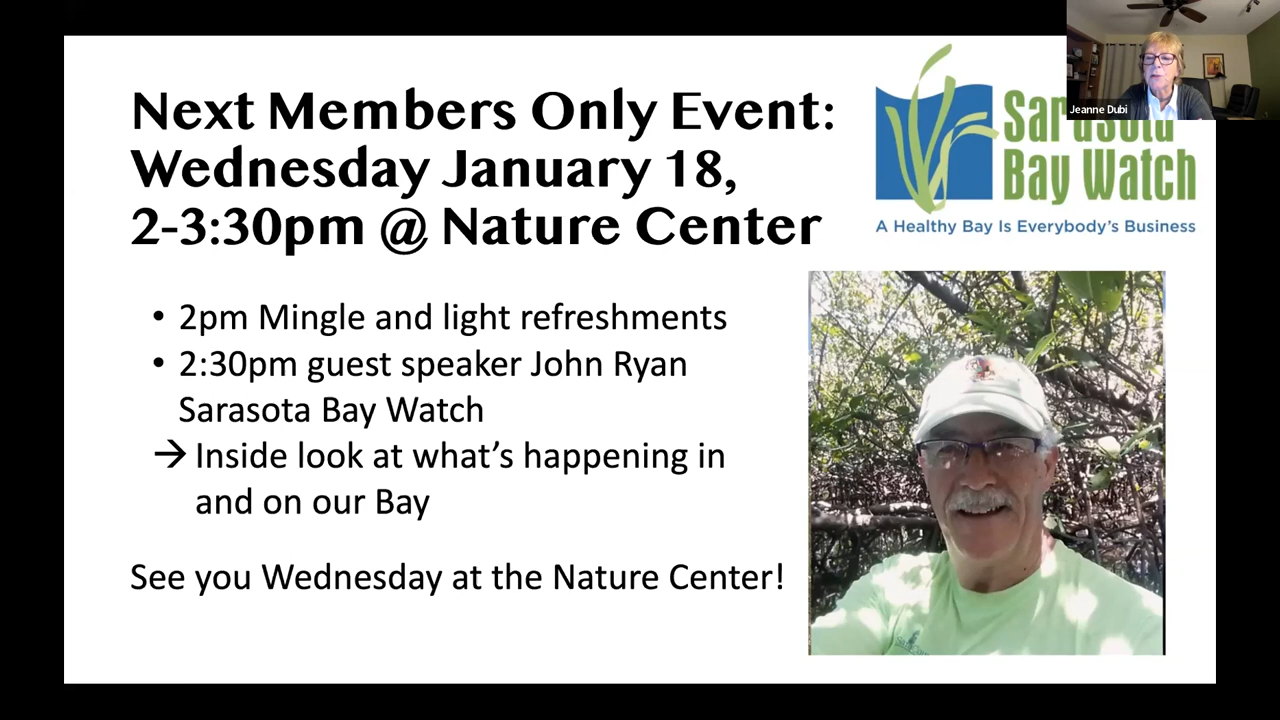 Next Members Only Event:
Wednesday January 18,
2-3:30pm @ Nature Center
• 2pm Mingle and light refreshments
• 2:30pm guest speaker John Ryan
Sarasota Bay Watch
→ Inside look at what's happening in
and on our Bay
See you Wednesday at the Nature Center!
Sarasota
Bay Watch
A Healthy Bay Is Everybody's Business
Jeanne Dubi